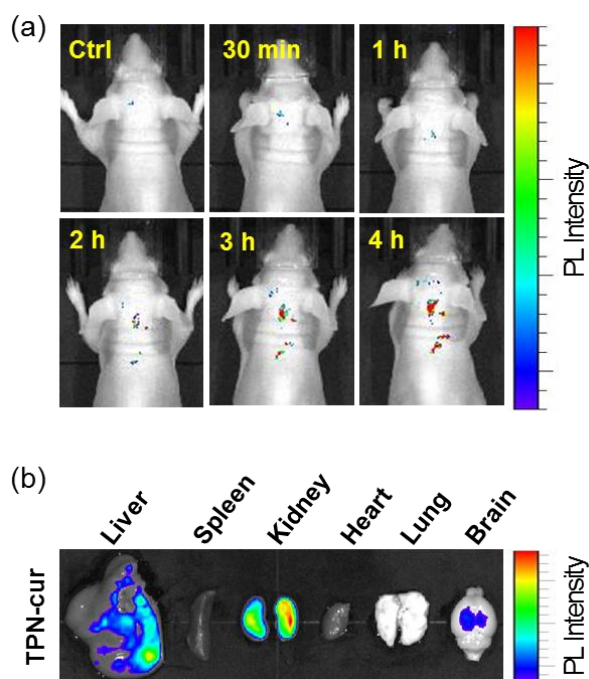 (a)
Ctrl
30 min
1 h
2 h
3 h
4 h
PL Intensity
(b)
Liver
Spleen
Kidney
Heart
Lung
Brain
TPN-cur
PL Intensity